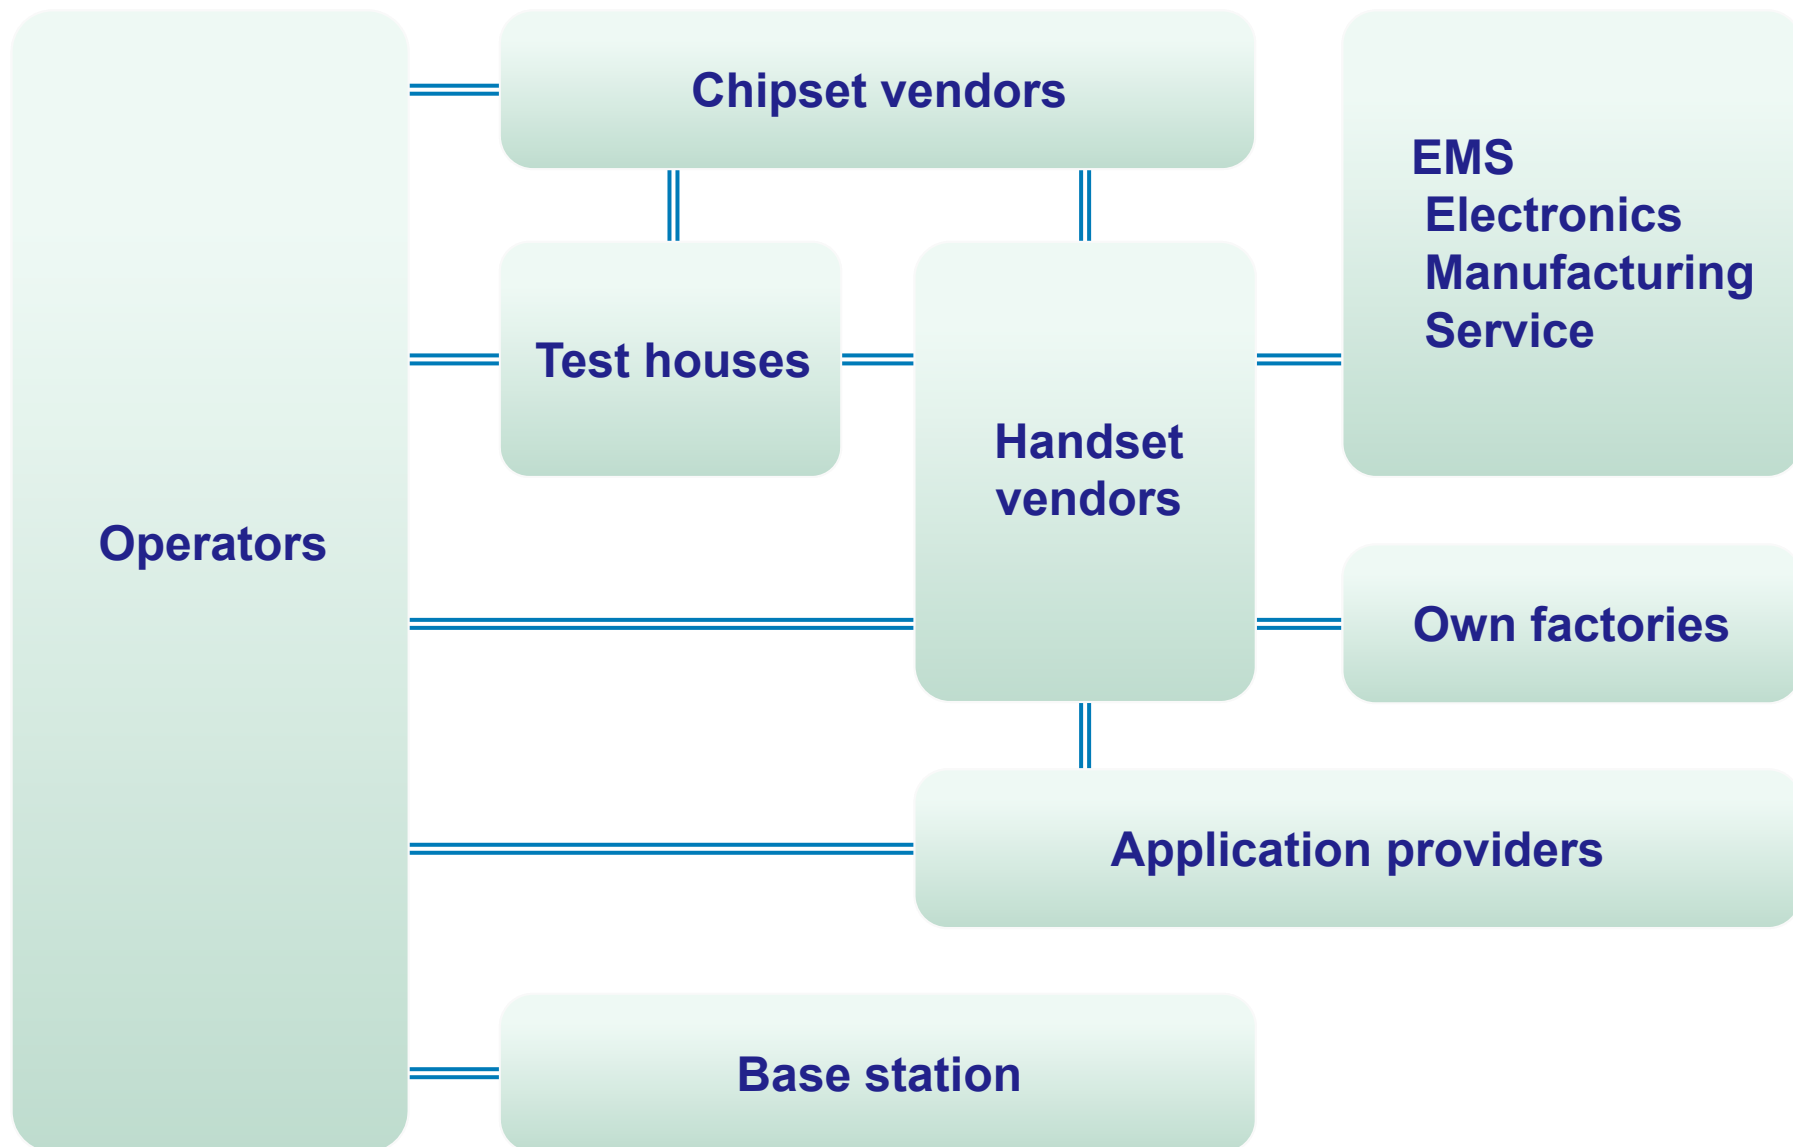 Chipset vendors
EMS
Electronics
Manufacturing
Service
Test houses
Handset
vendors
Operators
Own factories
Application providers
Base station